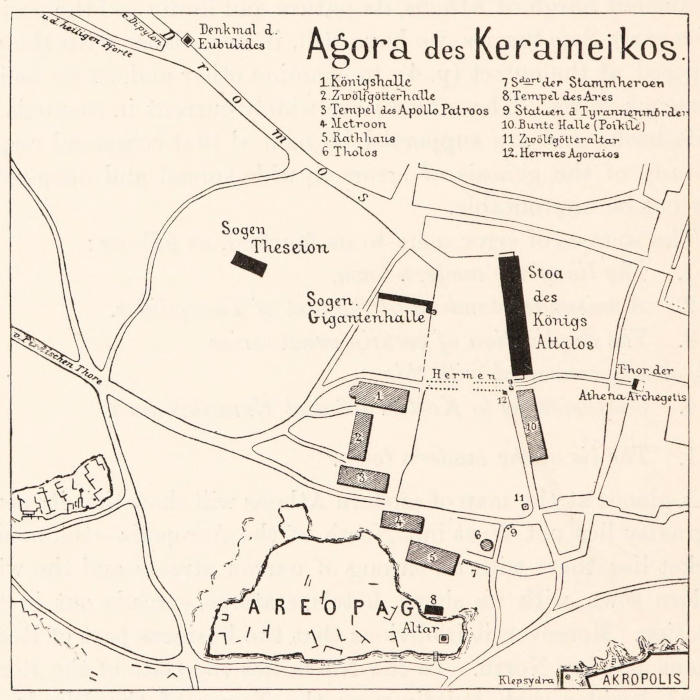 u.d.heiligen Pforte
v.Dipylon
Dromos
Denkmal d.
Eubulides
Agora des Kerameikos.
1. Königshalle
2. Zwölfgötterhalle
3 Tempel des Apollo Patroos
4 Metroon
5. Rathhaus
6 Tholos
7 Sdort der Stammheroen
8. Tempel des Ares
9 Statuen d Tyrannenmörder
10. Bunte Halle (Poikile)
11 Zwölfgötteraltar
12. Hermes Agoraios
Sogen
Theseion
Sogen
Gigantenhalle
Stoa
des
Königs
Attalos
v. Piräischen Thore
Hermen
Thor der
Athena Archegetis
1
12
2
10
3
11
4
6
9
5
7
AREOPAG
8
Altar
Klepsydra
AKROPOLIS